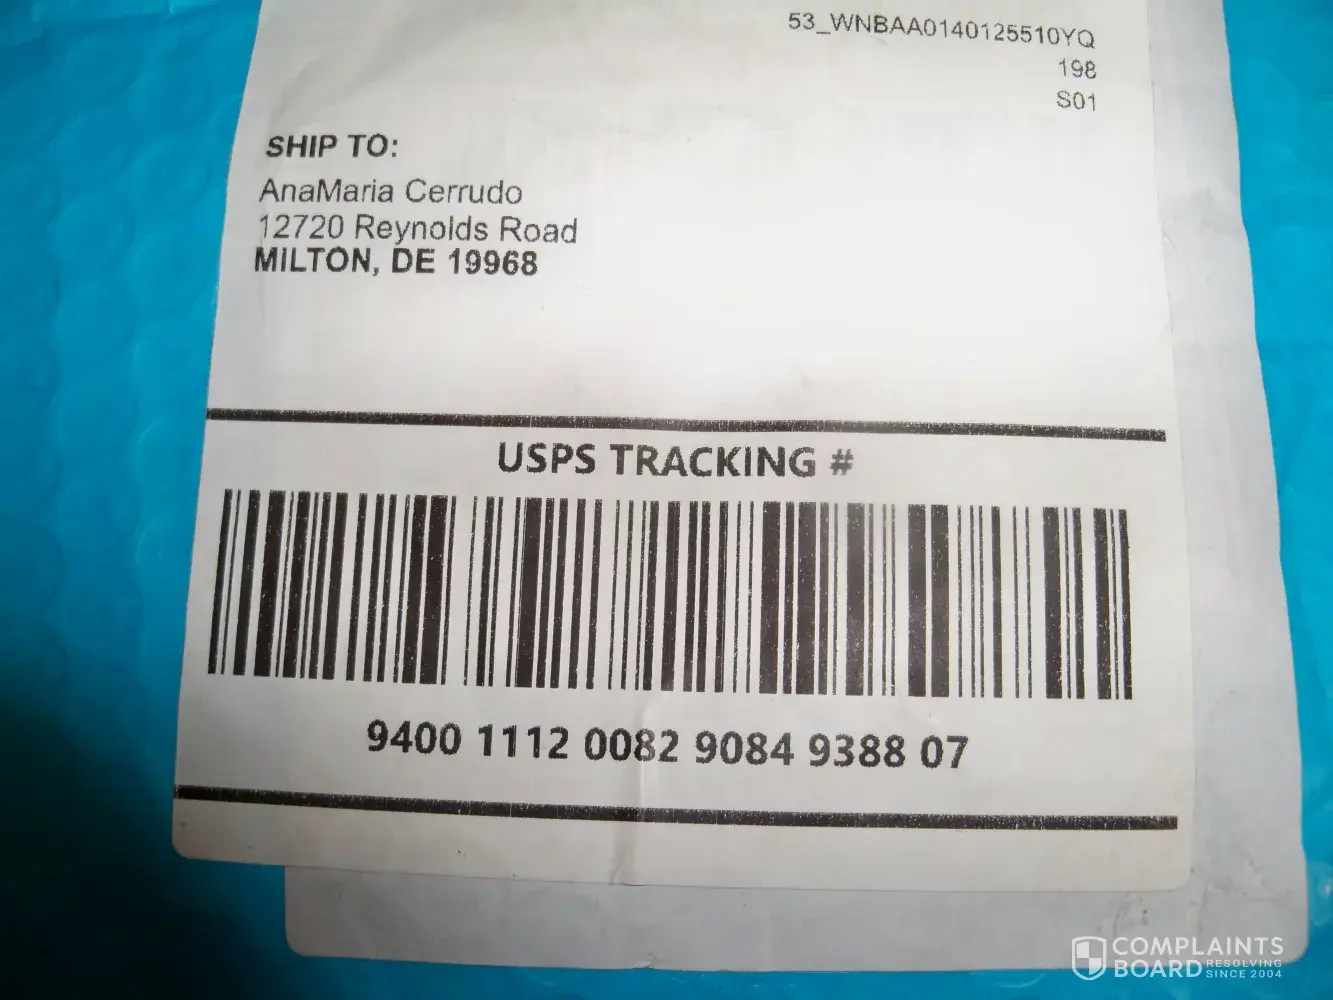 53_WNBAA0140125510YQ
198
S01
SHIP TO:
AnaMaria Cerrudo
12720 Reynolds Road
MILTON, DE 19968
USPS TRACKING #
9400 1112 0082 9084 9388 07
COMPLAINTS
BOARD RESOLVING
SINCE 2004